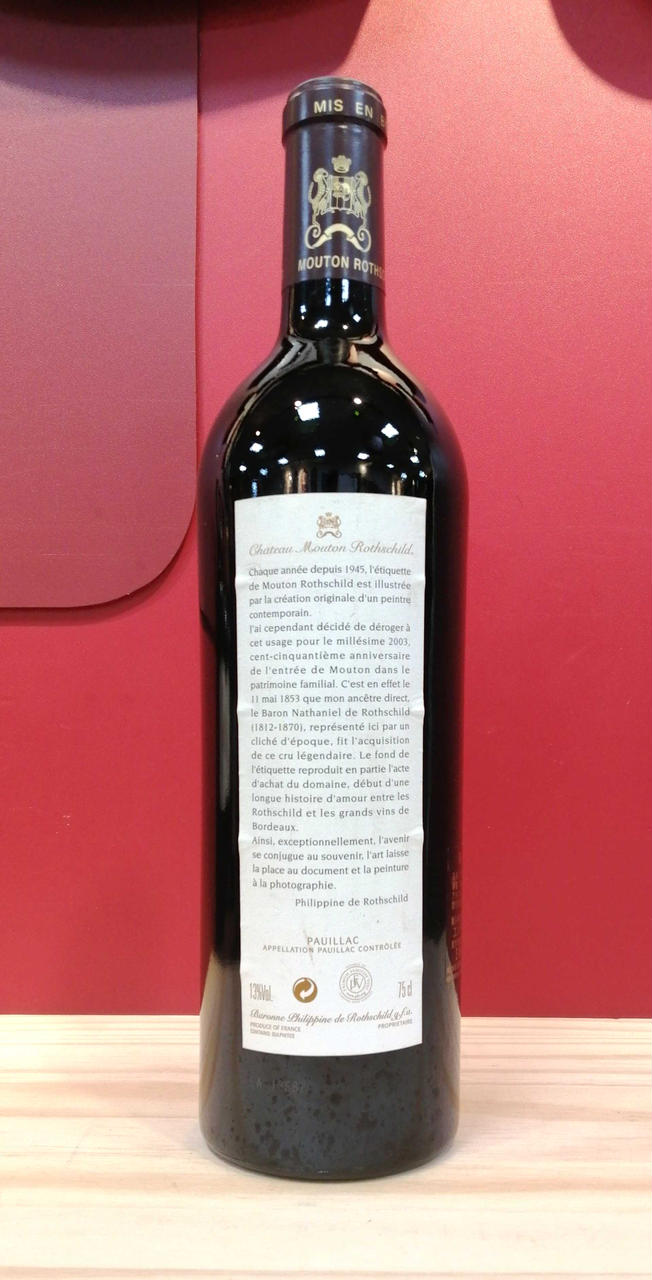 MIS EN
MOUTON ROTHS
Château Mouton Rothschild.
Chaque année depuis 1945, l'étiquette
de Mouton Rothschild est illustrée
par la création originale d'un peintre
contemporain.
J'ai cependant décidé de déroger à
cet usage pour le millésime 2003,
cent-cinquantième anniversaire
de l'entrée de Mouton dans le
patrimoine familial. C'est en effet le
11 mai 1853 que mon ancêtre direct,
le Baron Nathaniel de Rothschild
(1812-1870), représenté ici par un
cliché d'époque, fit l'acquisition
de ce cru légendaire. Le fond de
l'étiquette reproduit en partie l'acte
d'achat du domaine, début d'une
longue histoire d'amour entre les
Rothschild et les grands vins de
Bordeaux.
Ainsi, exceptionnellement, l'avenir
se conjugue au souvenir, l'art laisse
la place au document et la peinture
à la photographie.
Philippine de Rothschild
PAUILLAC
APPELLATION PAUILLAC CONTRÔLÉE
13%Vol. 75 cl
Baronne Philippine de Rothschild g.f.a.
PRODUCE OF FRANCE PROPRIETAIRE
CONTAINS SULPHITES